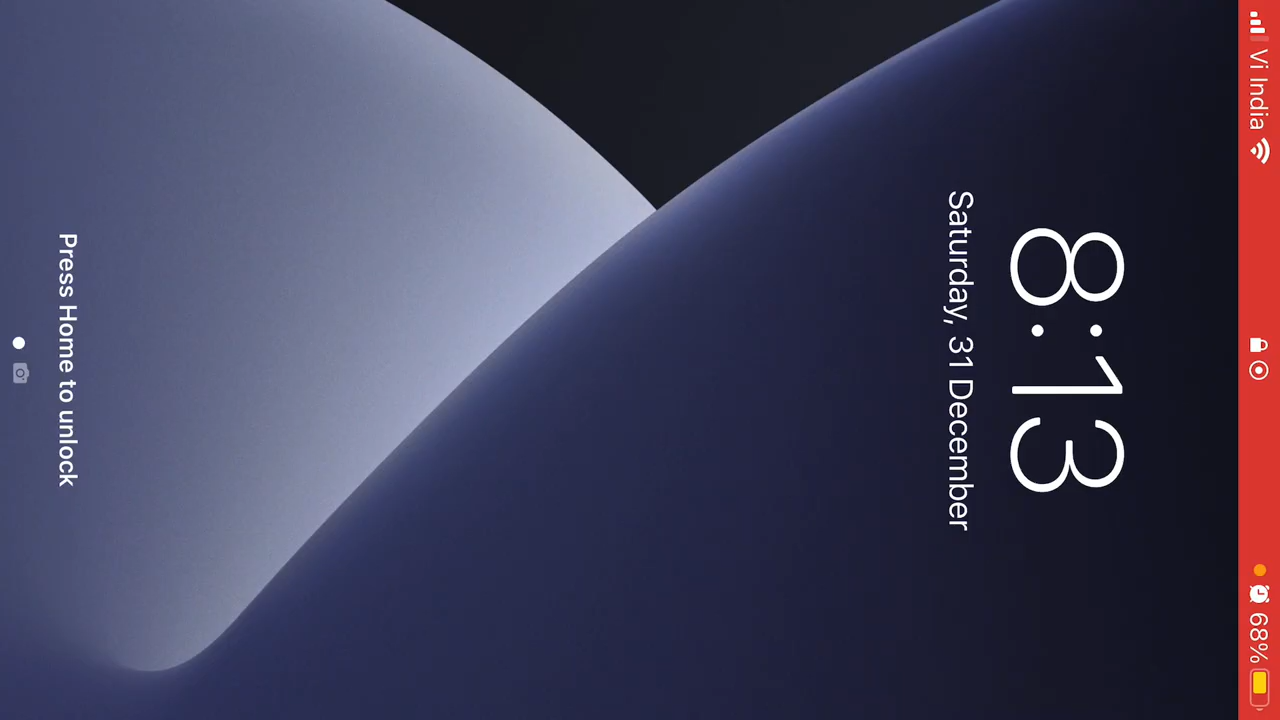 Vi India
68%
8:13
Saturday, 31 December
Press Home to unlock